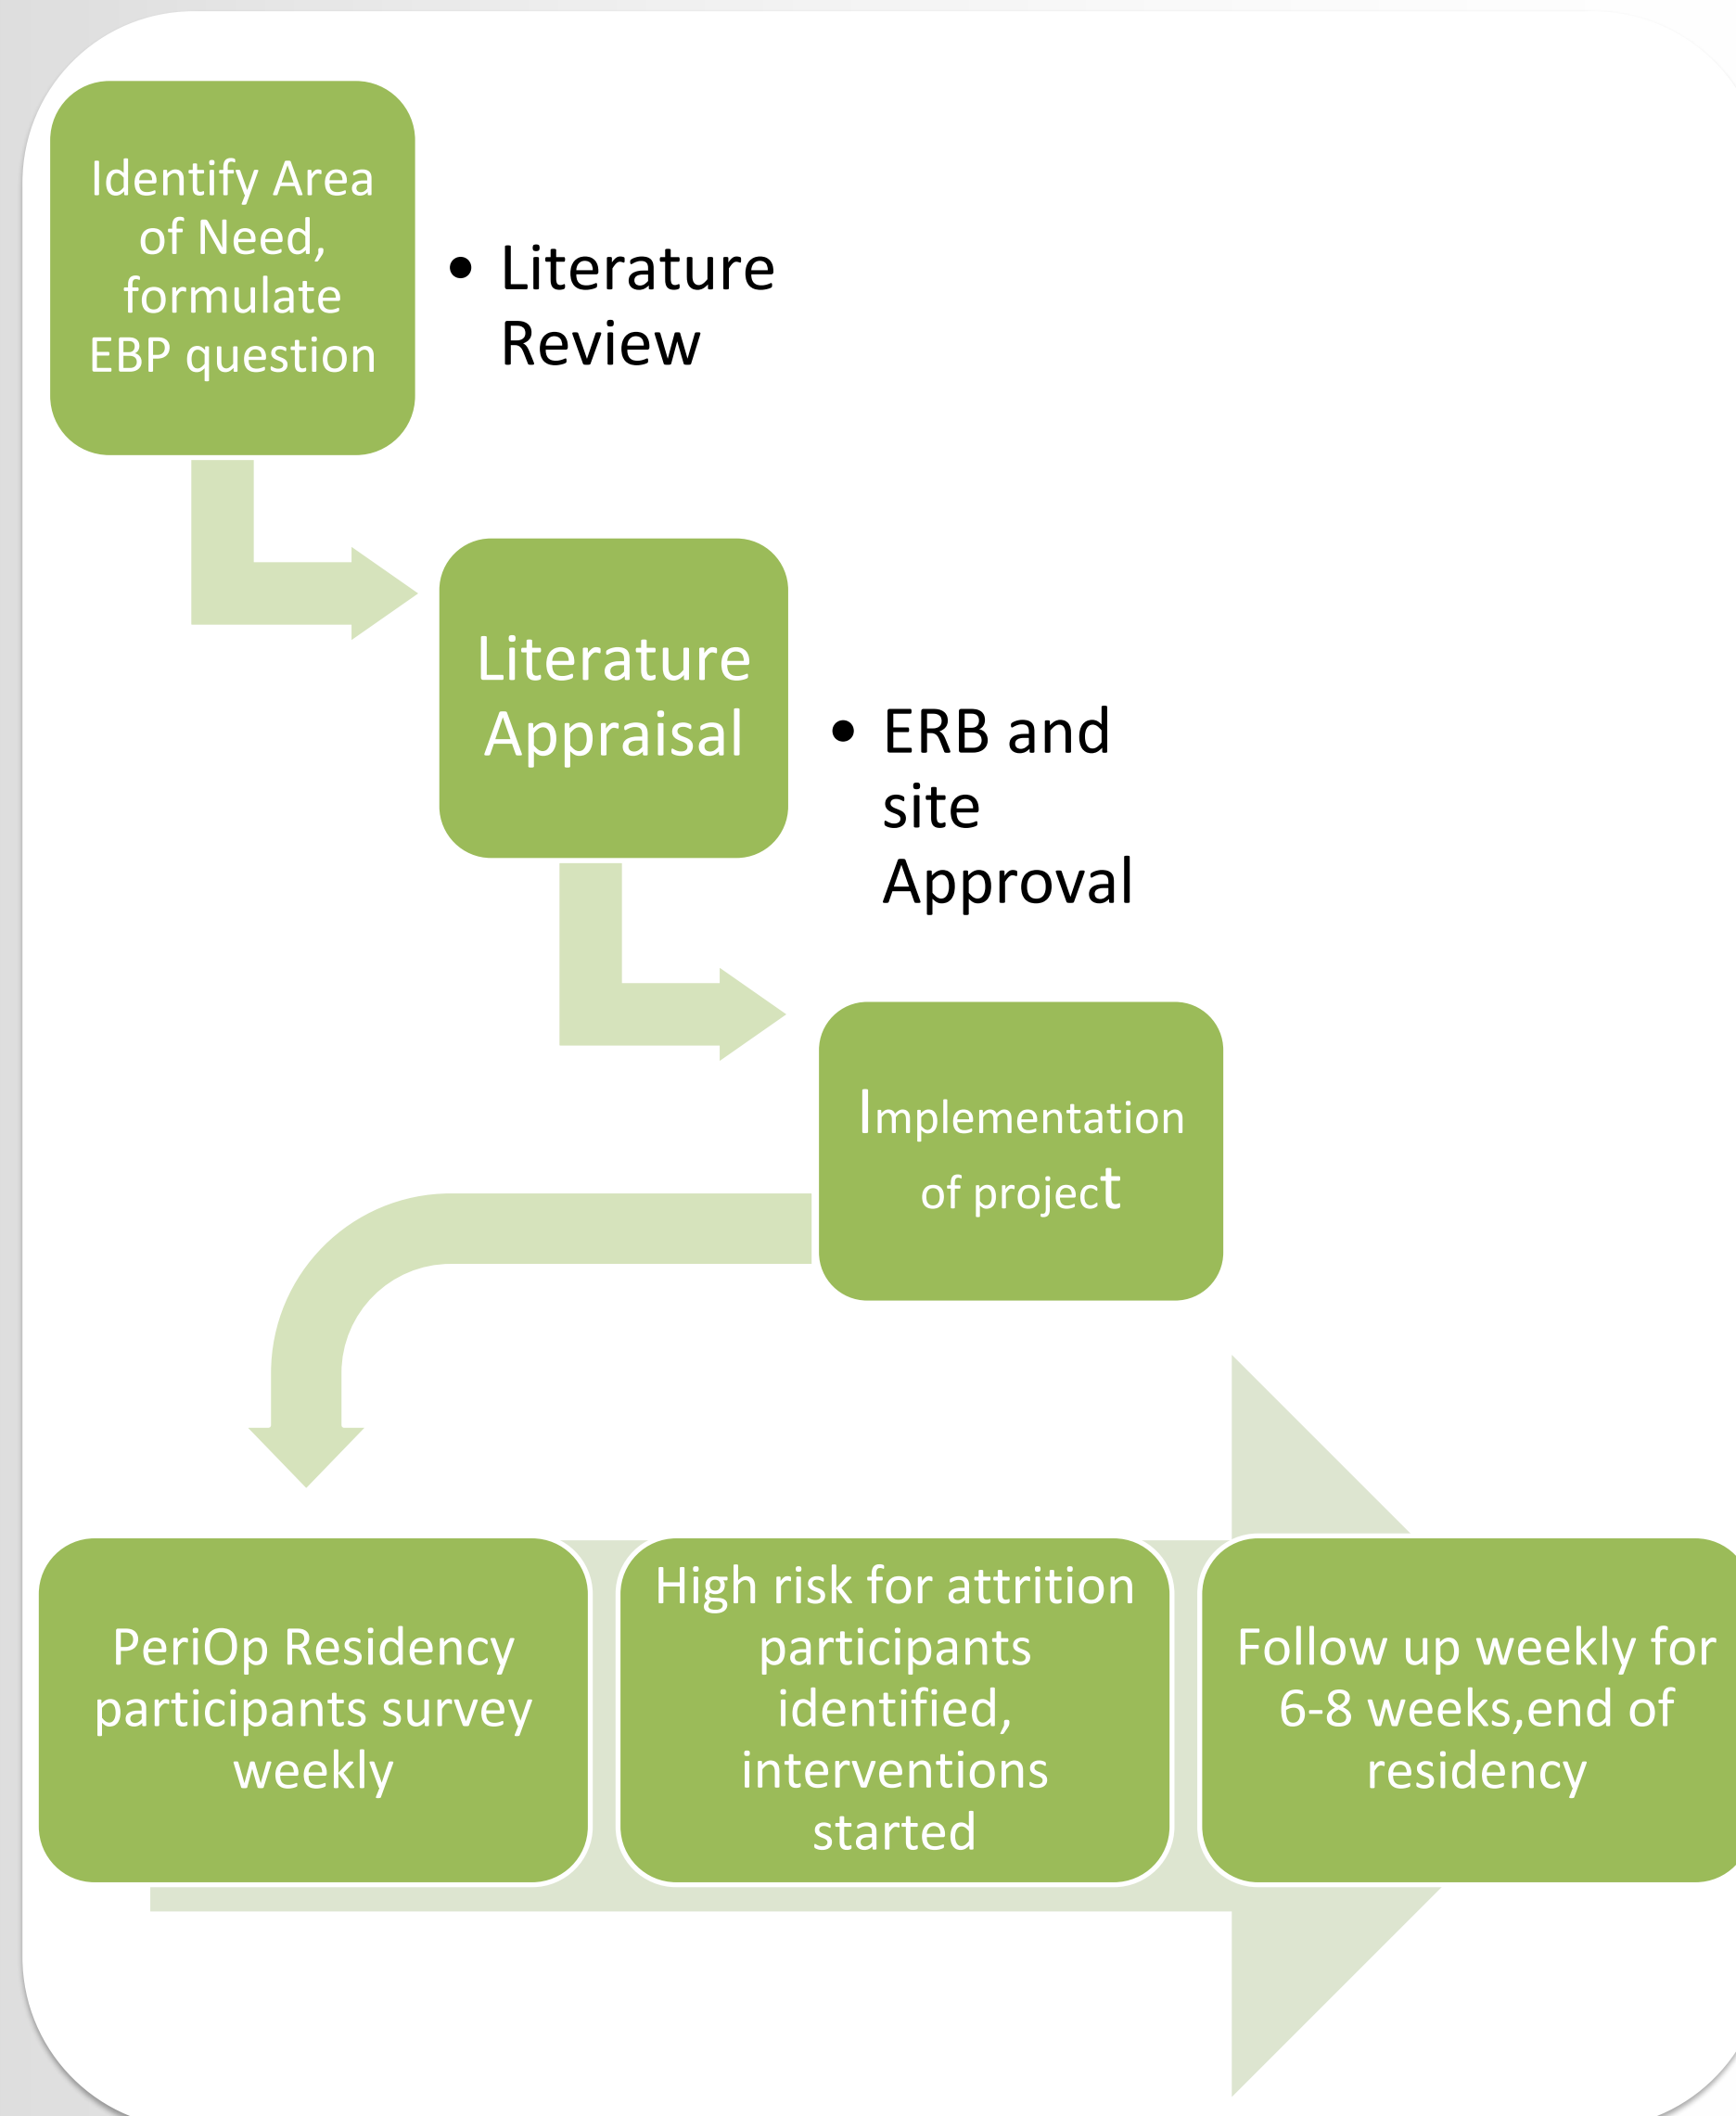 Identify Area
of Need,
formulate
EBP question
• Literature
Review
Literature
Appraisal
• ERB and
site
Approval
Implementation
of project
PeriOp Residency
participants survey
weekly
High risk for attrition
participants
identified,
interventions
started
Follow up weekly for
6-8 weeks,end of
residency